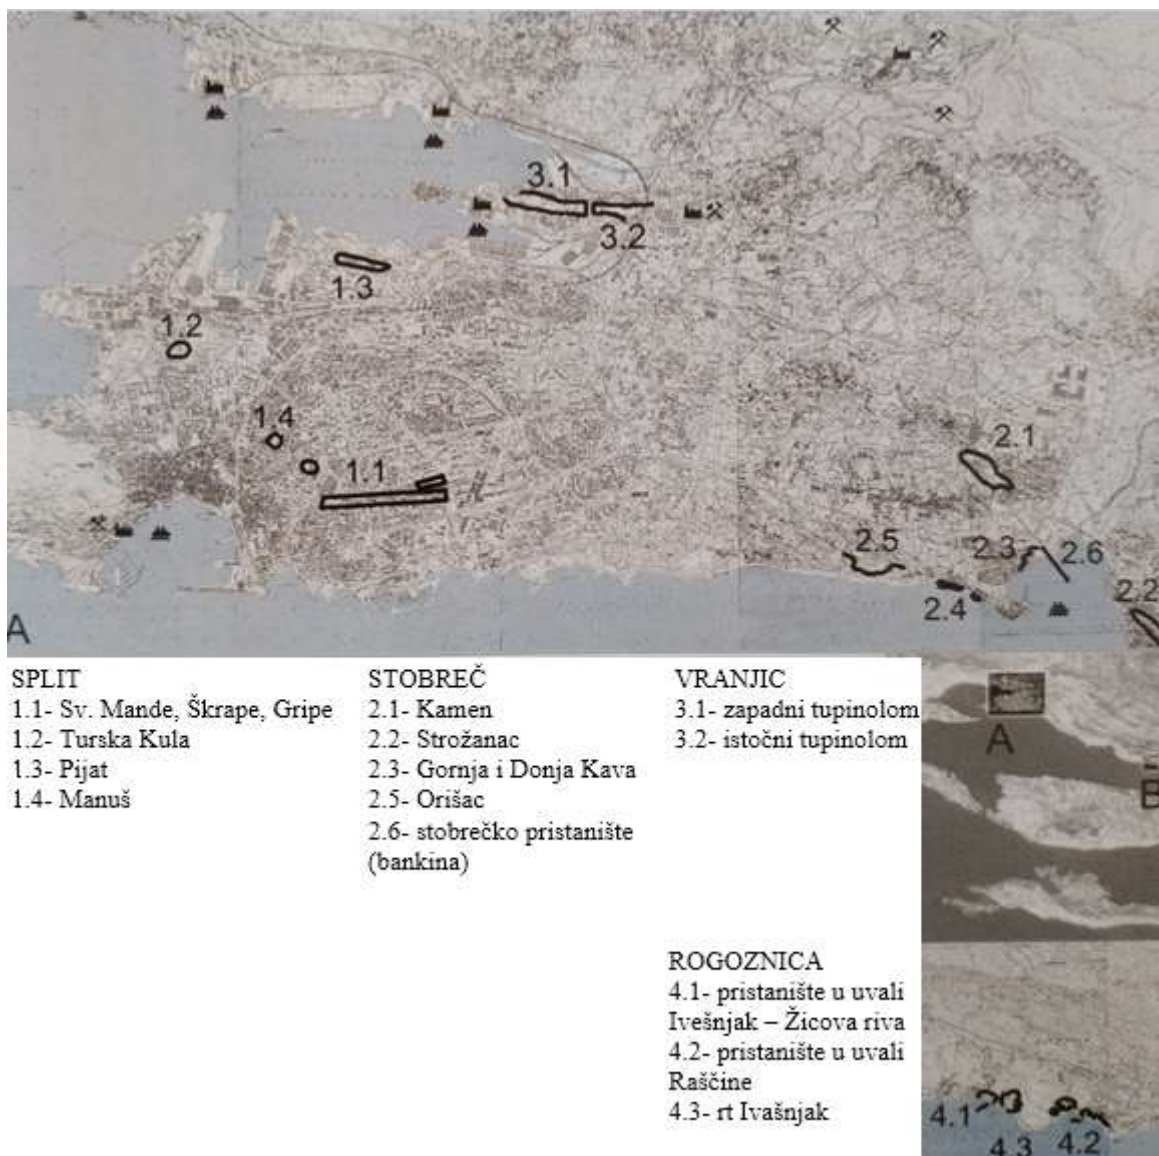 3.1
3.2
1.3
1.2
1.4
1.1
2.1
2.5
2.3
2.6
2.4
2.2
A
SPLIT
1.1- Sv. Mande, Škrape, Gripe
1.2- Turska Kula
1.3- Pijat
1.4- Manuš
STOBREČ
2.1- Kamen
2.2- Strožanac
2.3- Gornja i Donja Kava
2.5- Orišac
2.6- stobrečko pristanište
(bankina)
VRANJIC
3.1- zapadni tupinolom
3.2- istočni tupinolom
A
B
ROGOZNICA
4.1- pristanište u uvali
Ivešnjak – Žicova riva
4.2- pristanište u uvali
Raščine
4.3- rt Ivašnjak
4.1
4.3
4.2